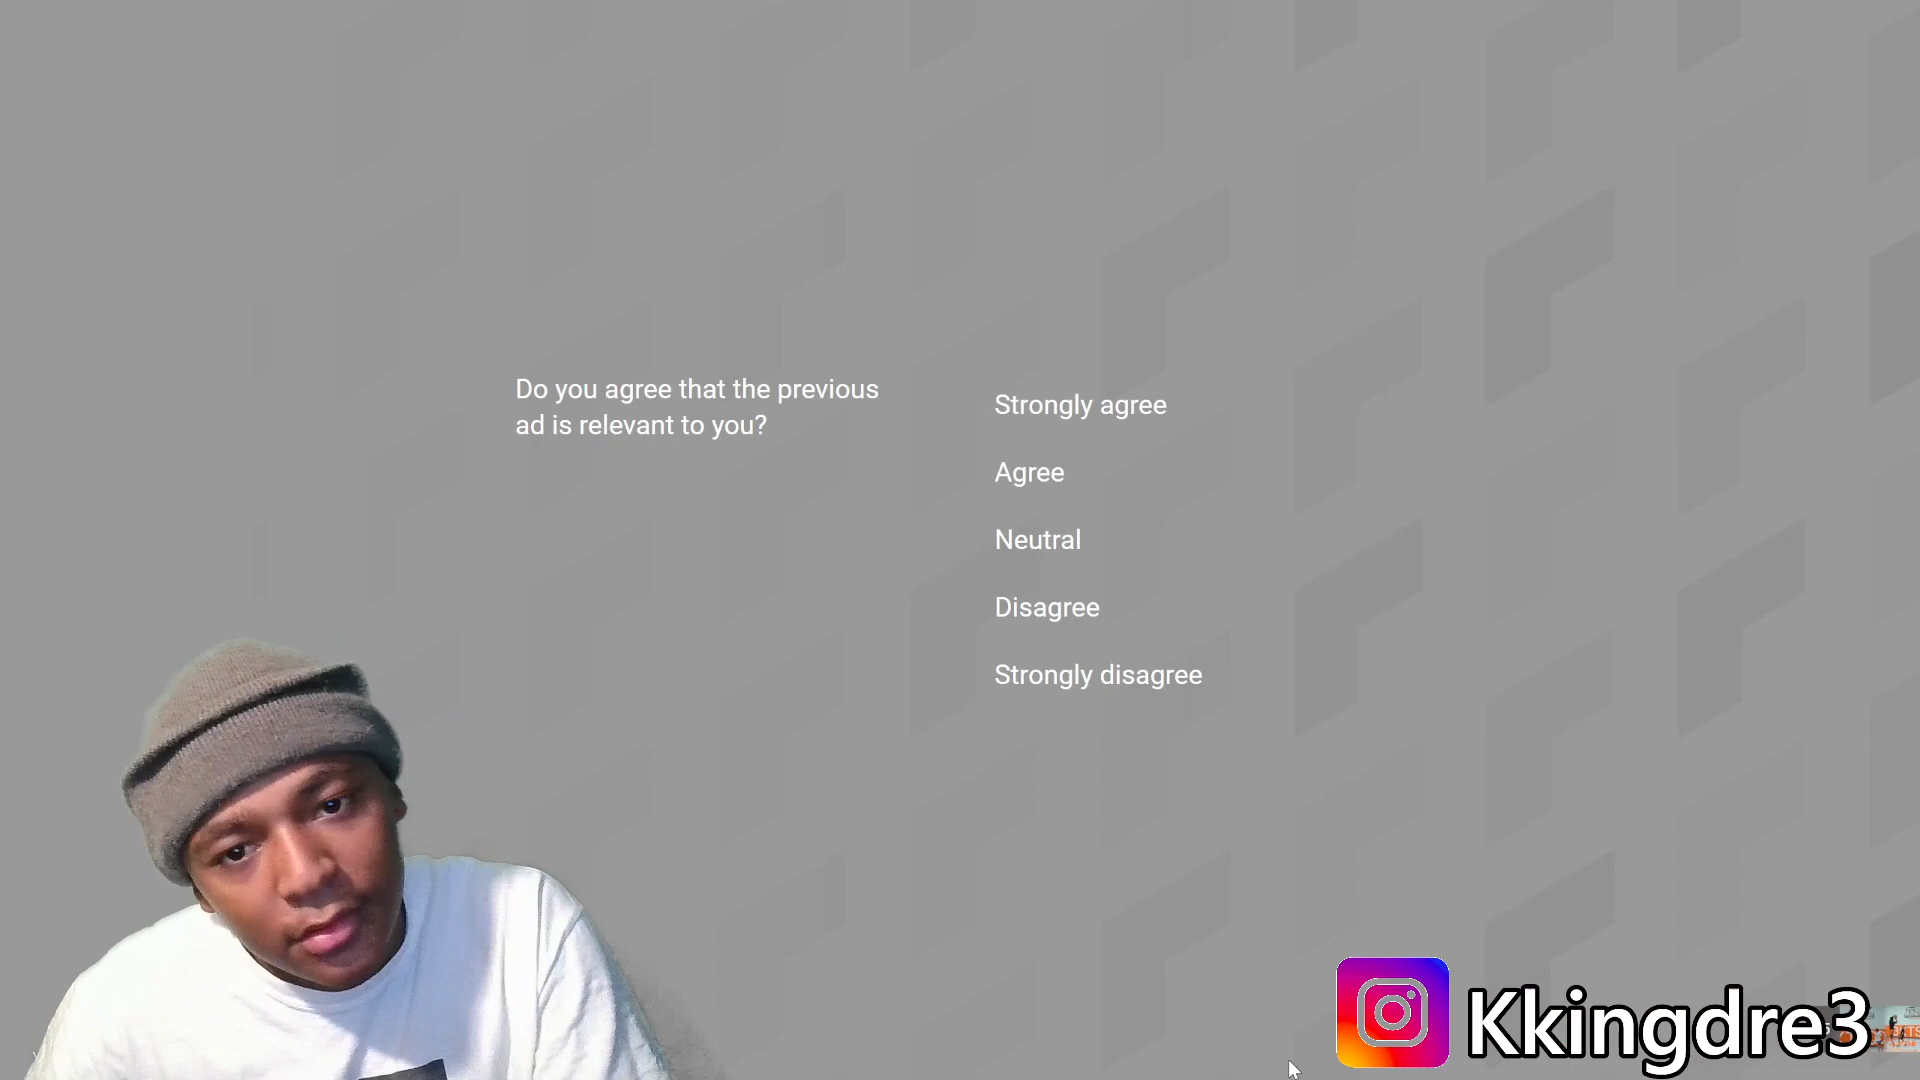 Do you agree that the previous
ad is relevant to you?
Strongly agree
Agree
Neutral
Disagree
Strongly disagree
Kkingdre3